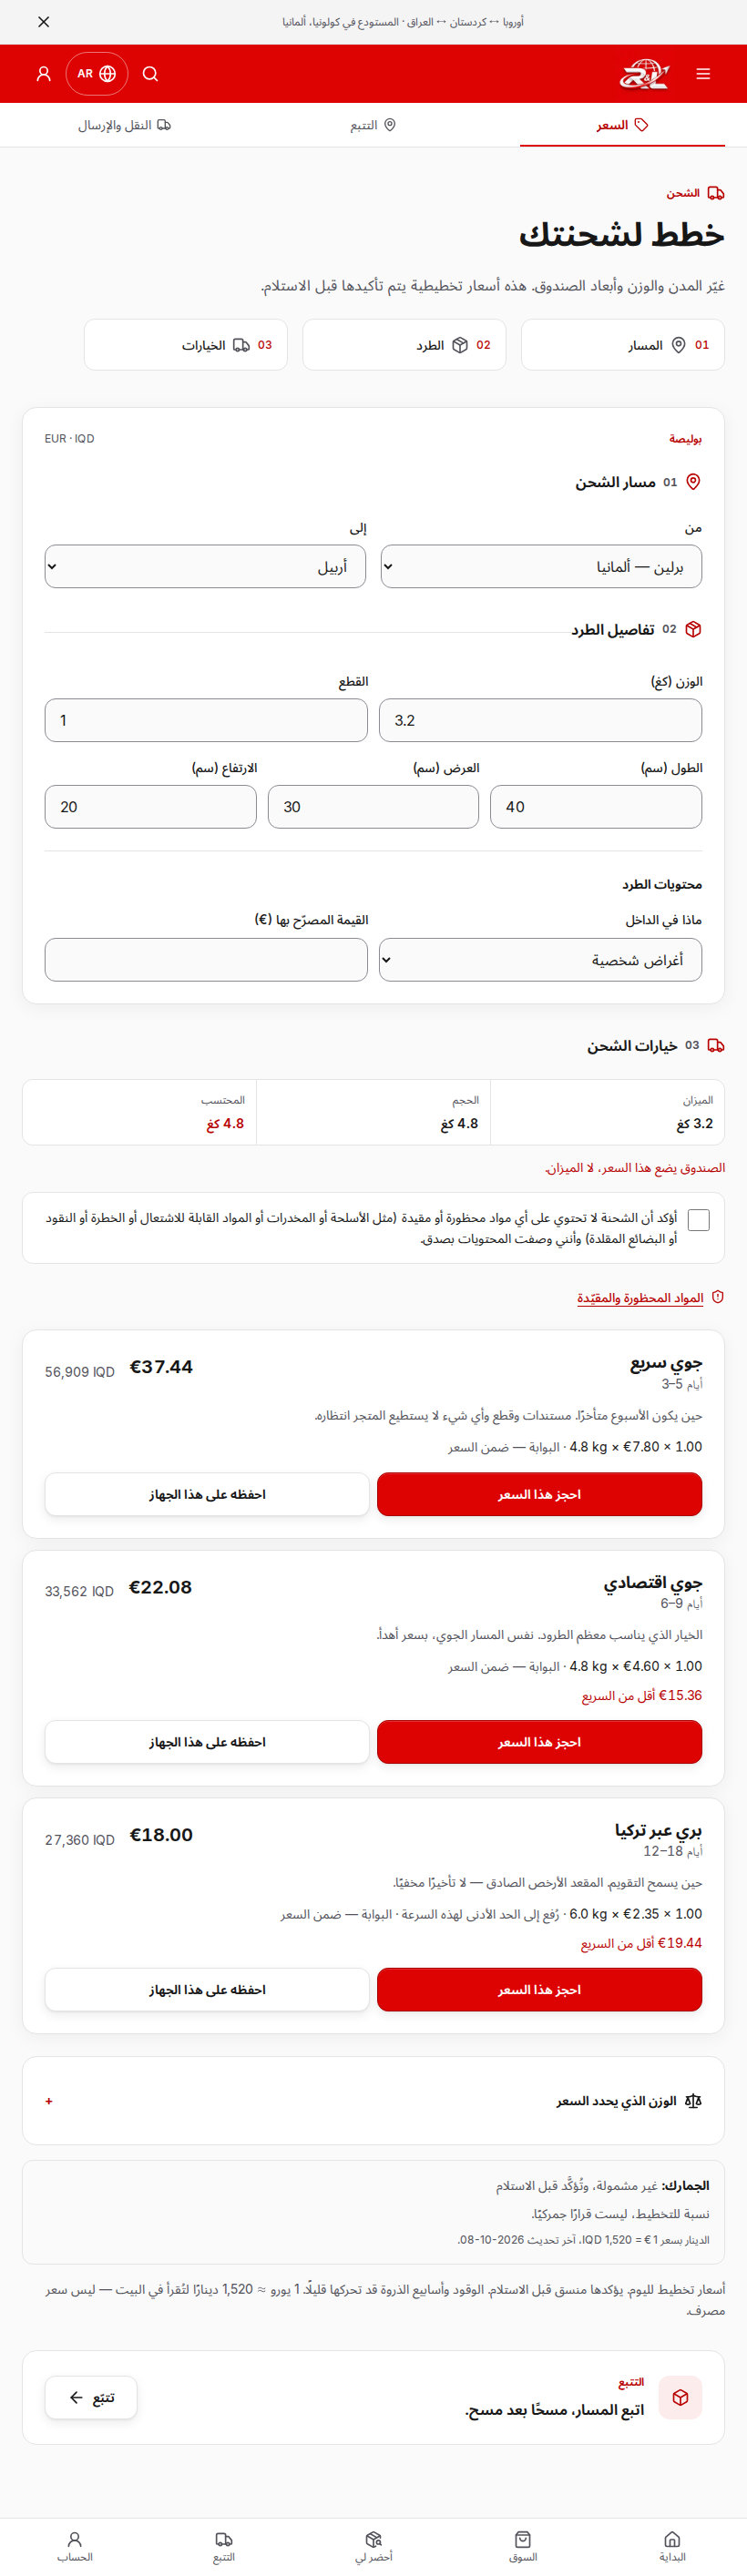 أوروبا ↔ كردستان ↔ العراق · المستودع في كولونيا، ألمانيا
R&L
AR
السعر
التتبع
النقل والإرسال
الشحن
خطط لشحنتك
غيّر المدن والوزن وأبعاد الصندوق. هذه أسعار تخطيطية يتم تأكيدها قبل الاستلام.
01 المسار
02 الطرد
03 الخيارات
بوليصة
EUR · IQD
01 مسار الشحن
من
إلى
برلين — ألمانيا
أربيل
02 تفاصيل الطرد
الوزن (كغ)
القطع
3.2
1
الطول (سم)
العرض (سم)
الارتفاع (سم)
40
30
20
محتويات الطرد
ماذا في الداخل
القيمة المصرّح بها (€)
أغراض شخصية
03 خيارات الشحن
الميزان
الحجم
المحتسب
3.2 كغ
4.8 كغ
4.8 كغ
الصندوق يضع هذا السعر، لا الميزان.
أؤكد أن الشحنة لا تحتوي على أي مواد محظورة أو مقيدة (مثل الأسلحة أو المخدرات أو المواد القابلة للاشتعال أو الخطرة أو النقود
أو البضائع المقلدة) وأنني وصفت المحتويات بصدق.
المواد المحظورة والمقيّدة
جوي سريع
€37.44
56,909 IQD
3–5 أيام
حين يكون الأسبوع متأخرًا. مستندات وقطع وأي شيء لا يستطيع المتجر انتظاره.
4.8 kg × €7.80 × 1.00 · البوابة — ضمن السعر
احجز هذا السعر
احفظه على هذا الجهاز
جوي اقتصادي
€22.08
33,562 IQD
6–9 أيام
الخيار الذي يناسب معظم الطرود. نفس المسار الجوي، بسعر أهدأ.
4.8 kg × €4.60 × 1.00 · البوابة — ضمن السعر
€15.36 أقل من السريع
احجز هذا السعر
احفظه على هذا الجهاز
بري عبر تركيا
€18.00
27,360 IQD
12–18 أيام
حين يسمح التقويم. المقعد الأرخص الصادق — لا تأخيرًا مخفيًا.
6.0 kg × €2.35 × 1.00 · رُفع إلى الحد الأدنى لهذه السرعة · البوابة — ضمن السعر
€19.44 أقل من السريع
احجز هذا السعر
احفظه على هذا الجهاز
الوزن الذي يحدد السعر
+
الجمارك: غير مشمولة، وتُؤكَّد قبل الاستلام
نسبة للتخطيط، ليست قرارًا جمركيًا.
الدينار بسعر 1 € = 1,520 IQD، آخر تحديث 2026-10-08.
أسعار تخطيط لليوم. يؤكدها منسق قبل الاستلام. الوقود وأسابيع الذروة قد تحركها قليلًا. 1 يورو ≈ 1,520 دينارًا لتُقرأ في البيت — ليس سعر
مصرف.
التتبع
اتبع المسار، مسحًا بعد مسح.
تتبّع
البداية
السوق
أحضر لي
التتبع
الحساب